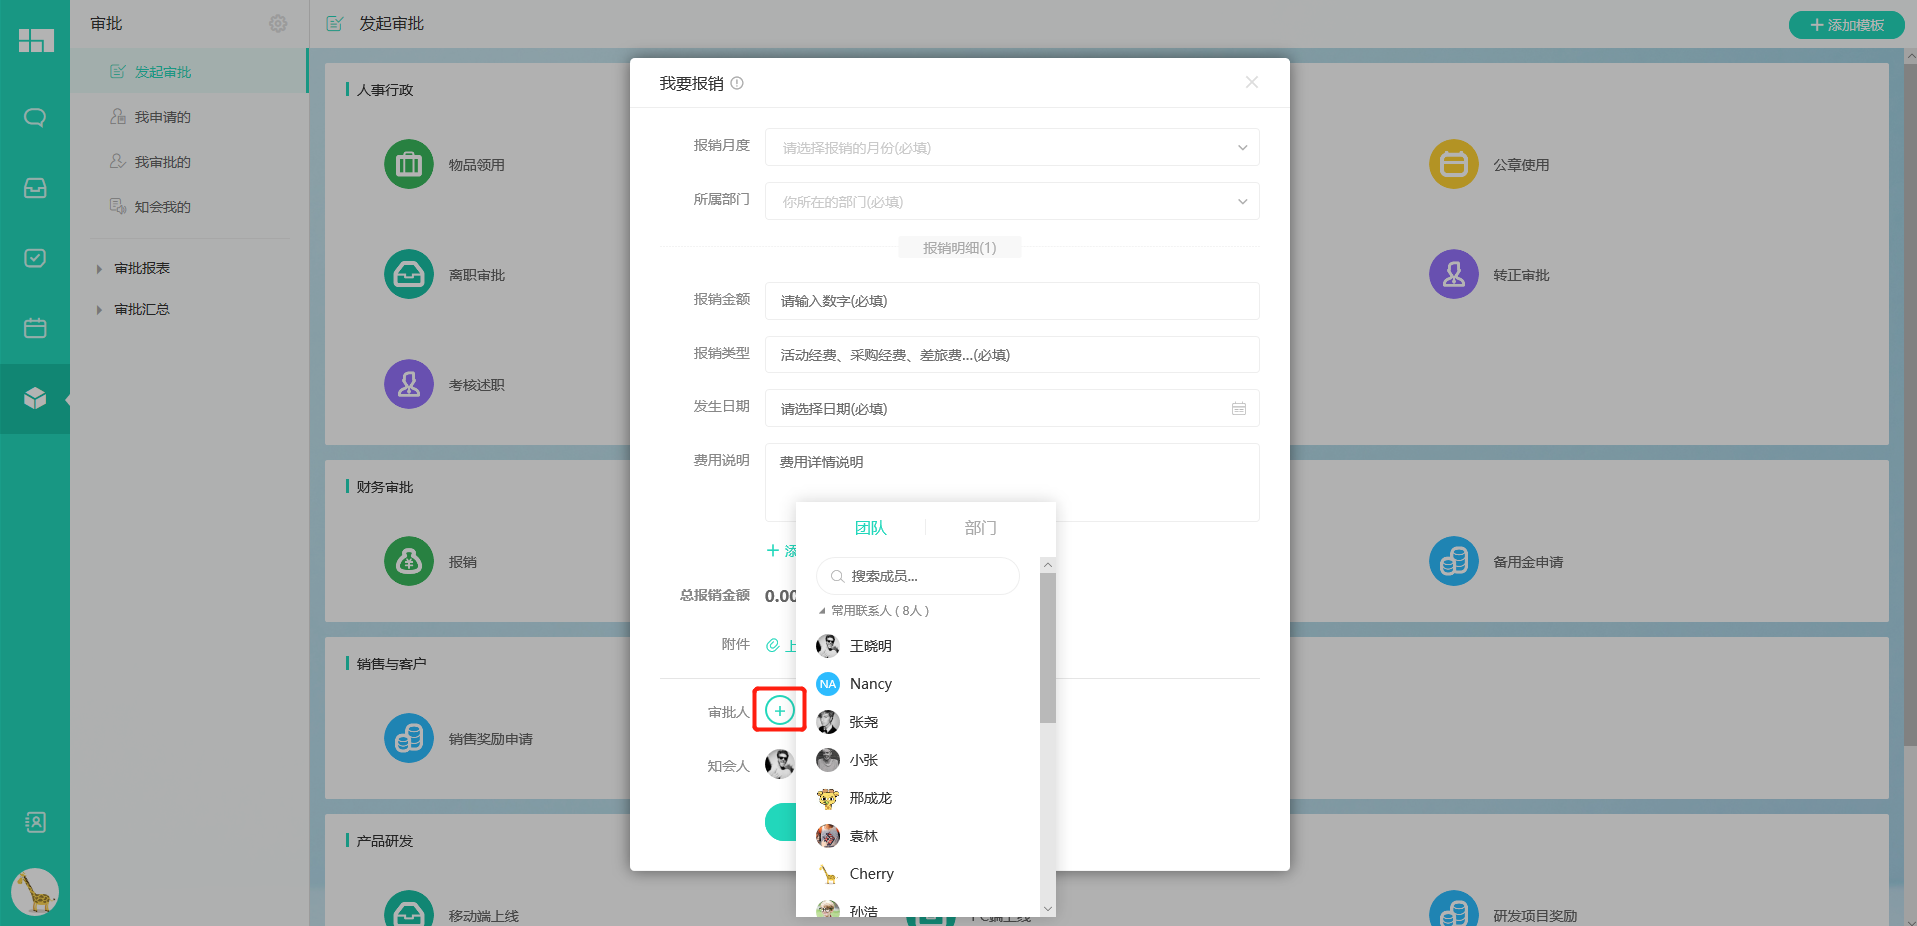 审批
发起审批
添加模板
发起审批
我申请的
我审批的
知会我的
审批报表
审批汇总
人事行政
物品领用
公章使用
离职审批
转正审批
考核述职
财务审批
报销
备用金申请
销售与客户
销售奖励申请
产品研发
移动端上线
PC端上线
研发项目奖励
我要报销
报销月度
请选择报销的月份(必填)
所属部门
你所在的部门(必填)
报销明细(1)
报销金额
请输入数字(必填)
报销类型
活动经费、采购经费、差旅费...(必填)
发生日期
请选择日期(必填)
费用说明
费用详情说明
添
总报销金额 0.00
附件 上
审批人
知会人
团队 部门
搜索成员...
常用联系人 ( 8人 )
王晓明
NA Nancy
张尧
小张
邢成龙
袁林
Cherry
孙浩